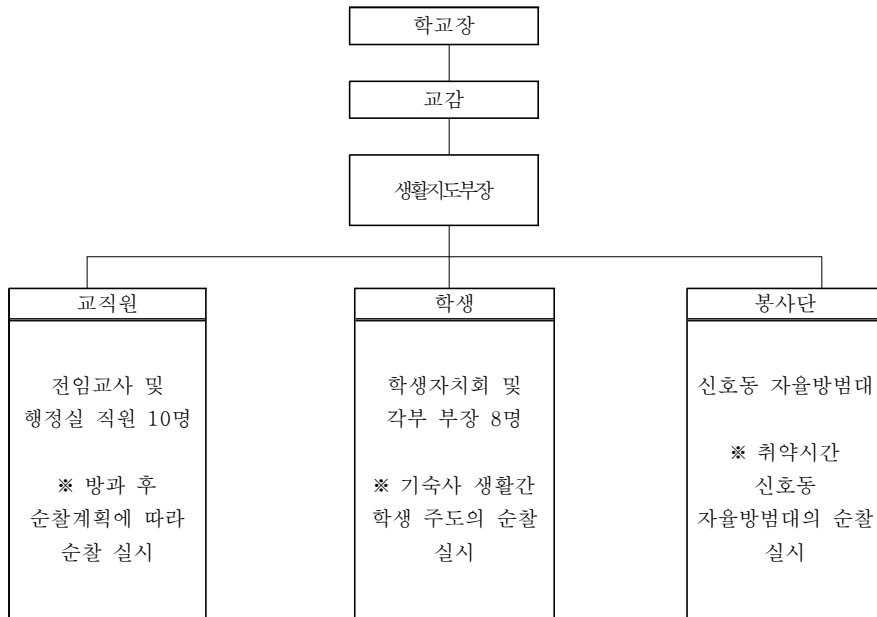 학교장
교감
생활지도부장
교직원
전임교사 및
행정실 직원 10명
※ 방과 후
순찰계획에 따라
순찰 실시
학생
학생자치회 및
각부 부장 8명
※ 기숙사 생활간
학생 주도의 순찰
실시
봉사단
신호동 자율방범대
※ 취약시간
신호동
자율방범대의 순찰
실시